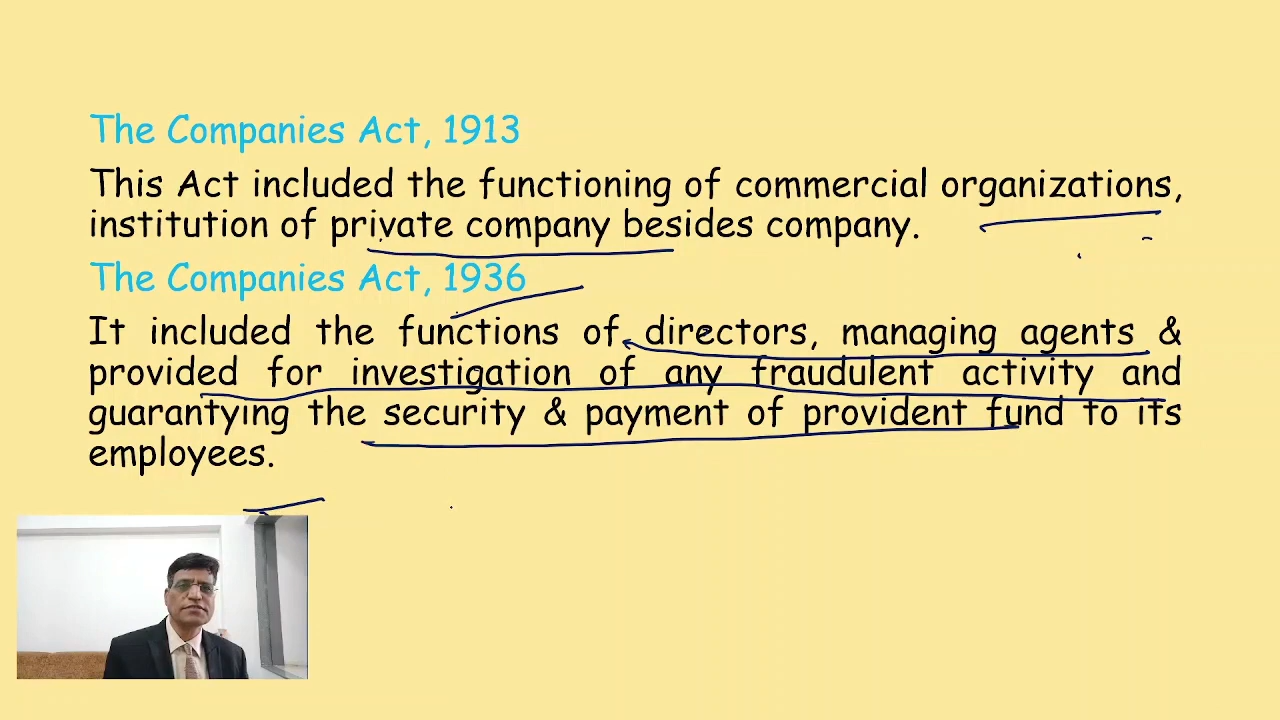 The Companies Act, 1913
This Act included the functioning of commercial organizations,
institution of private company besides company.
The Companies Act, 1936
It included the functions of directors, managing agents &
provided for investigation of any fraudulent activity and
guarantying the security & payment of provident fund to its
employees.